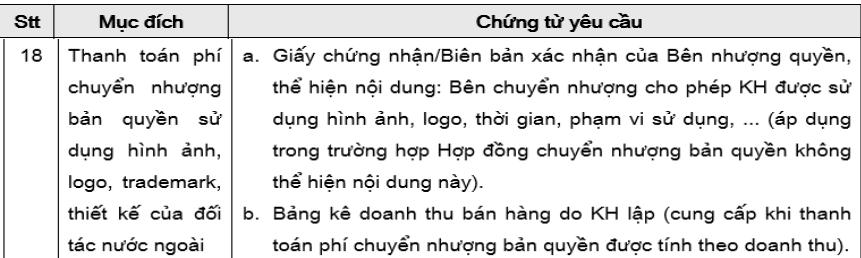 Stt Mục đích Chứng từ yêu cầu
18 Thanh toán phí chuyển nhượng bản quyền sử dụng hình ảnh, logo, trademark, thiết kế của đối tác nước ngoài
a. Giấy chứng nhận/Biên bản xác nhận của Bên nhượng quyền,
thể hiện nội dung: Bên chuyển nhượng cho phép KH được sử
dụng hình ảnh, logo, thời gian, phạm vi sử dụng, ... (áp dụng
trong trường hợp Hợp đồng chuyển nhượng bản quyền không
thể hiện nội dung này).
b. Bảng kê doanh thu bán hàng do KH lập (cung cấp khi thanh
toán phí chuyển nhượng bản quyền được tính theo doanh thu).